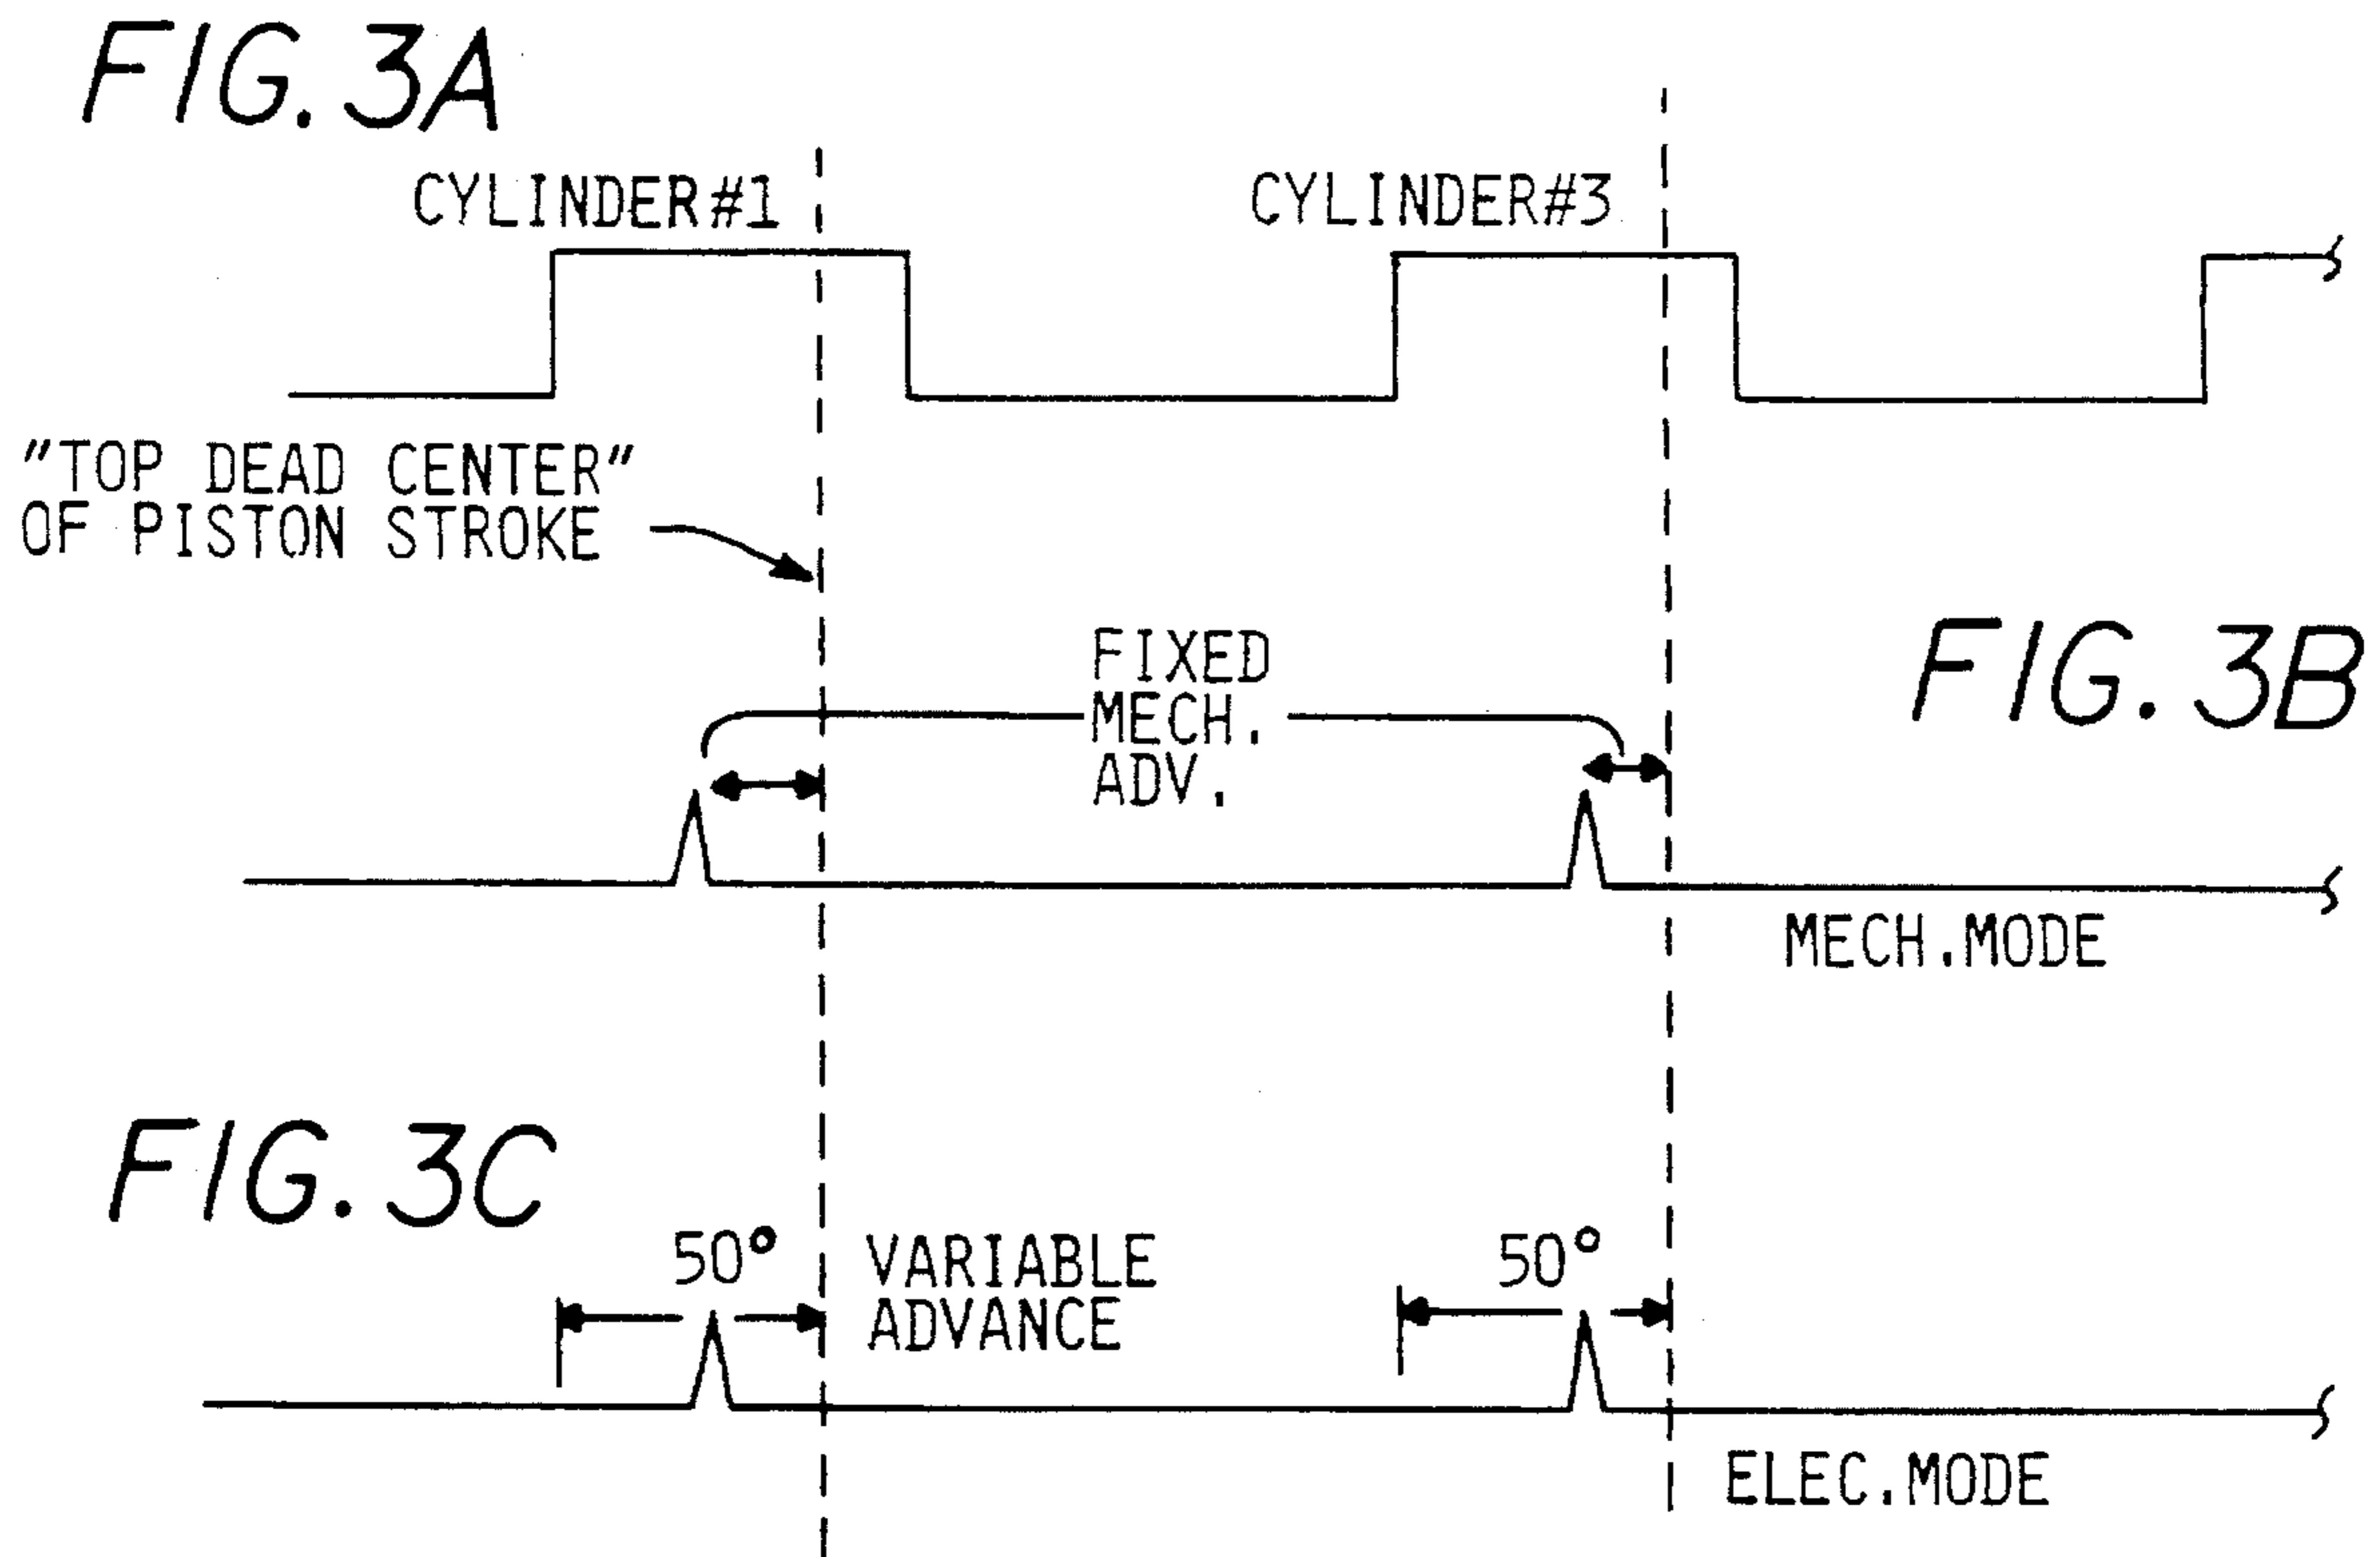 FIG. 3A
CYLINDER#1
CYLINDER#3
"TOP DEAD CENTER"
OF PISTON STROKE
FIXED
MECH.
ADV.
FIG. 3B
MECH.MODE
FIG. 3C
50°
VARIABLE
ADVANCE
50°
ELEC.MODE